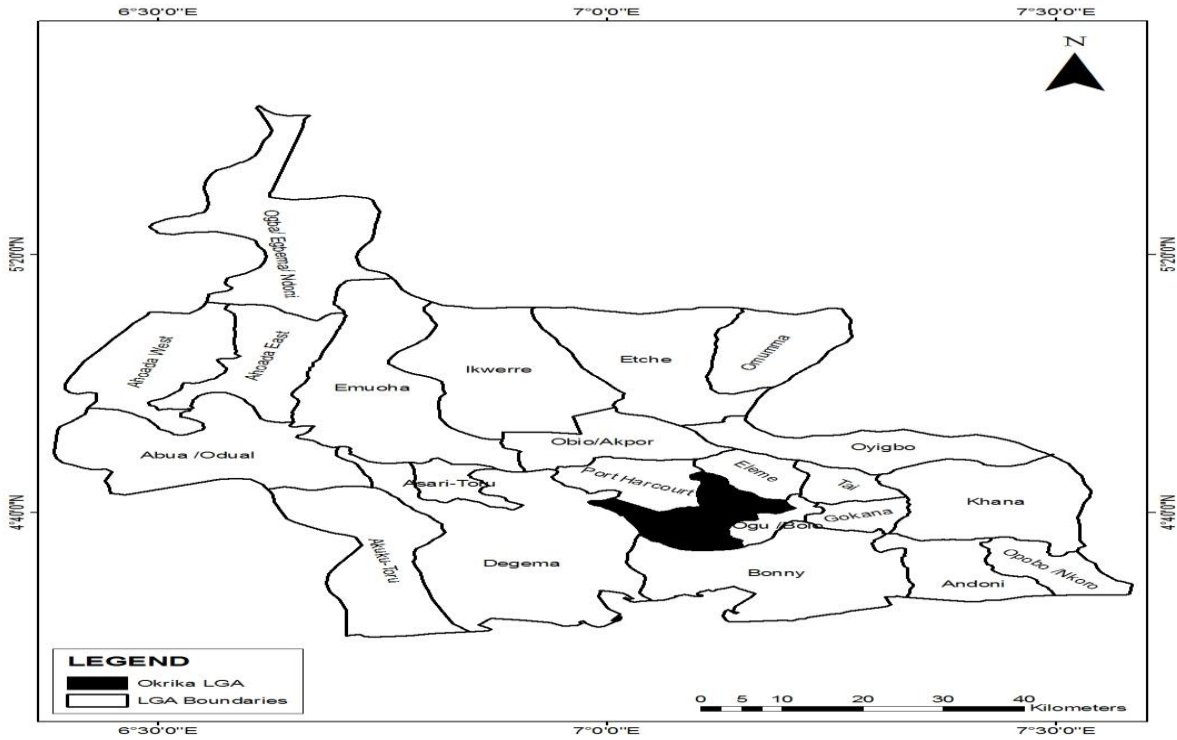 6°30'0"E 7°0'0"E 7°30'0"E
N
5°20'0"N 5°20'0"N
Ogba/ Egbema/ Ndoni
Ahoada West
Ahoada East
Emuoha
Ikwerre
Etche
Omumma
Abua /Odual
Obio/Akpor
Oyigbo
Asari-Toru
Port Harcourt
Eleme
Tai
Khana
4°40'0"N 4°40'0"N
Ogu /Bolo
Gokana
Akuku-Toru
Degema
Bonny
Andoni
Opobo /Nkoro
LEGEND
Okrika LGA
LGA Boundaries
0 5 10 20 30 40
Kilometers
6°30'0"E 7°0'0"E 7°30'0"E